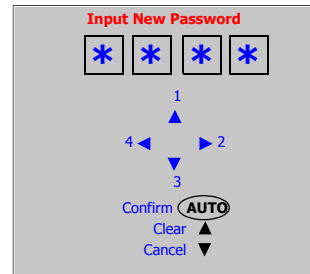 Input New Password
* * * *
1
4 ◀ ▶ 2
3
Confirm AUTO
Clear ▲
Cancel ▼